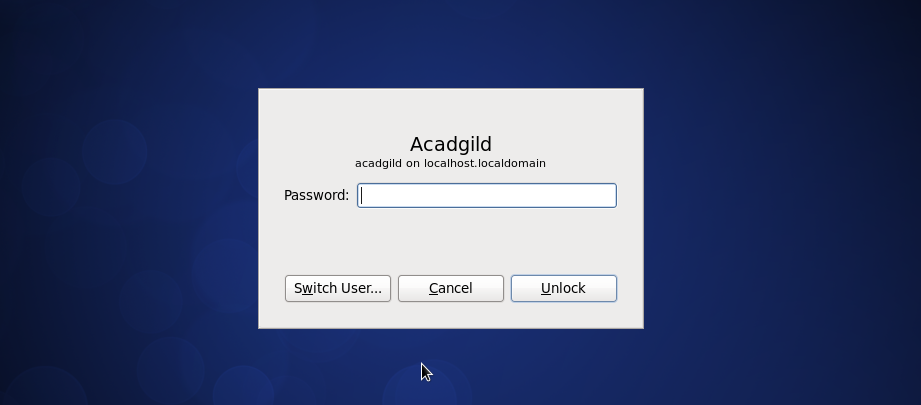 Acadgild
acadgild on localhost.localdomain
Password:
Switch User... Cancel Unlock